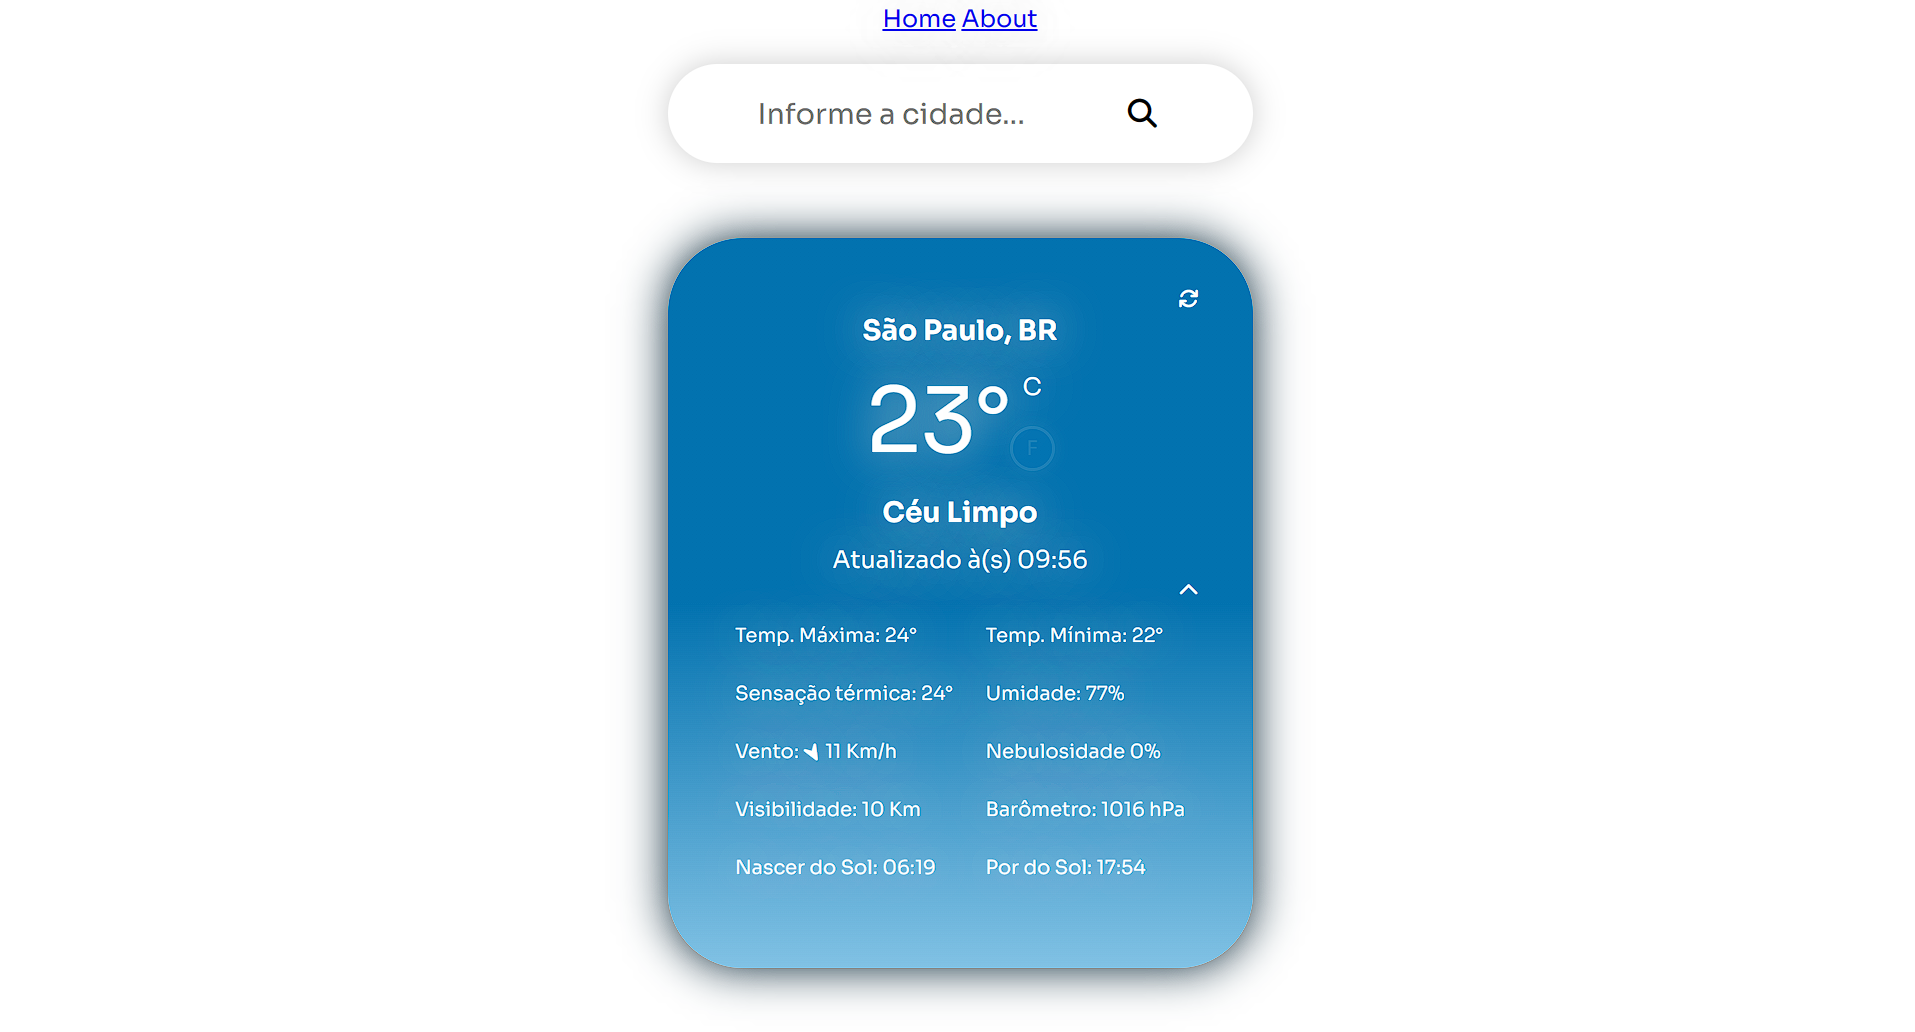 Home About
Informe a cidade...
São Paulo, BR
23° C
F
Céu Limpo
Atualizado à(s) 09:56
Temp. Máxima: 24° Temp. Mínima: 22°
Sensação térmica: 24° Umidade: 77%
Vento: 11 Km/h Nebulosidade 0%
Visibilidade: 10 Km Barômetro: 1016 hPa
Nascer do Sol: 06:19 Por do Sol: 17:54